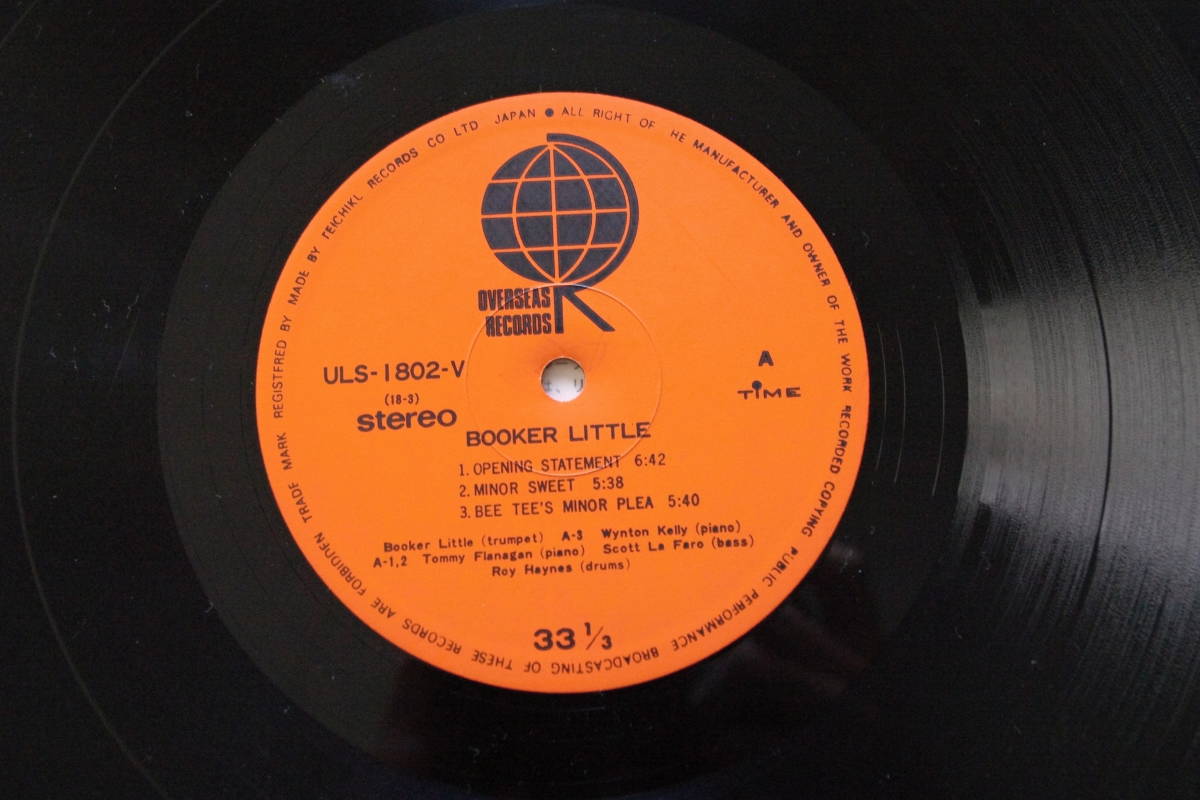 TRADE MARK REGISTERED BY MADE BY TEICHIKU RECORDS CO LTD JAPAN ● ALL RIGHT OF HE MANUFACTURER AND OWNER OF THE WORK RECORDED COPYING PUBLIC PERFORMANCE BROADCASTING OF THESE RECORDS ARE FORBIDDEN
OVERSEAS
RECORDS
ULS-1802-V
(18-3)
stereo
A
TIME
BOOKER LITTLE
1. OPENING STATEMENT 6:42
2. MINOR SWEET 5:38
3. BEE TEE'S MINOR PLEA 5:40
Booker Little (trumpet) A-3 Wynton Kelly (piano)
A-1,2 Tommy Flanagan (piano) Scott La Faro (bass)
Roy Haynes (drums)
33 1/3